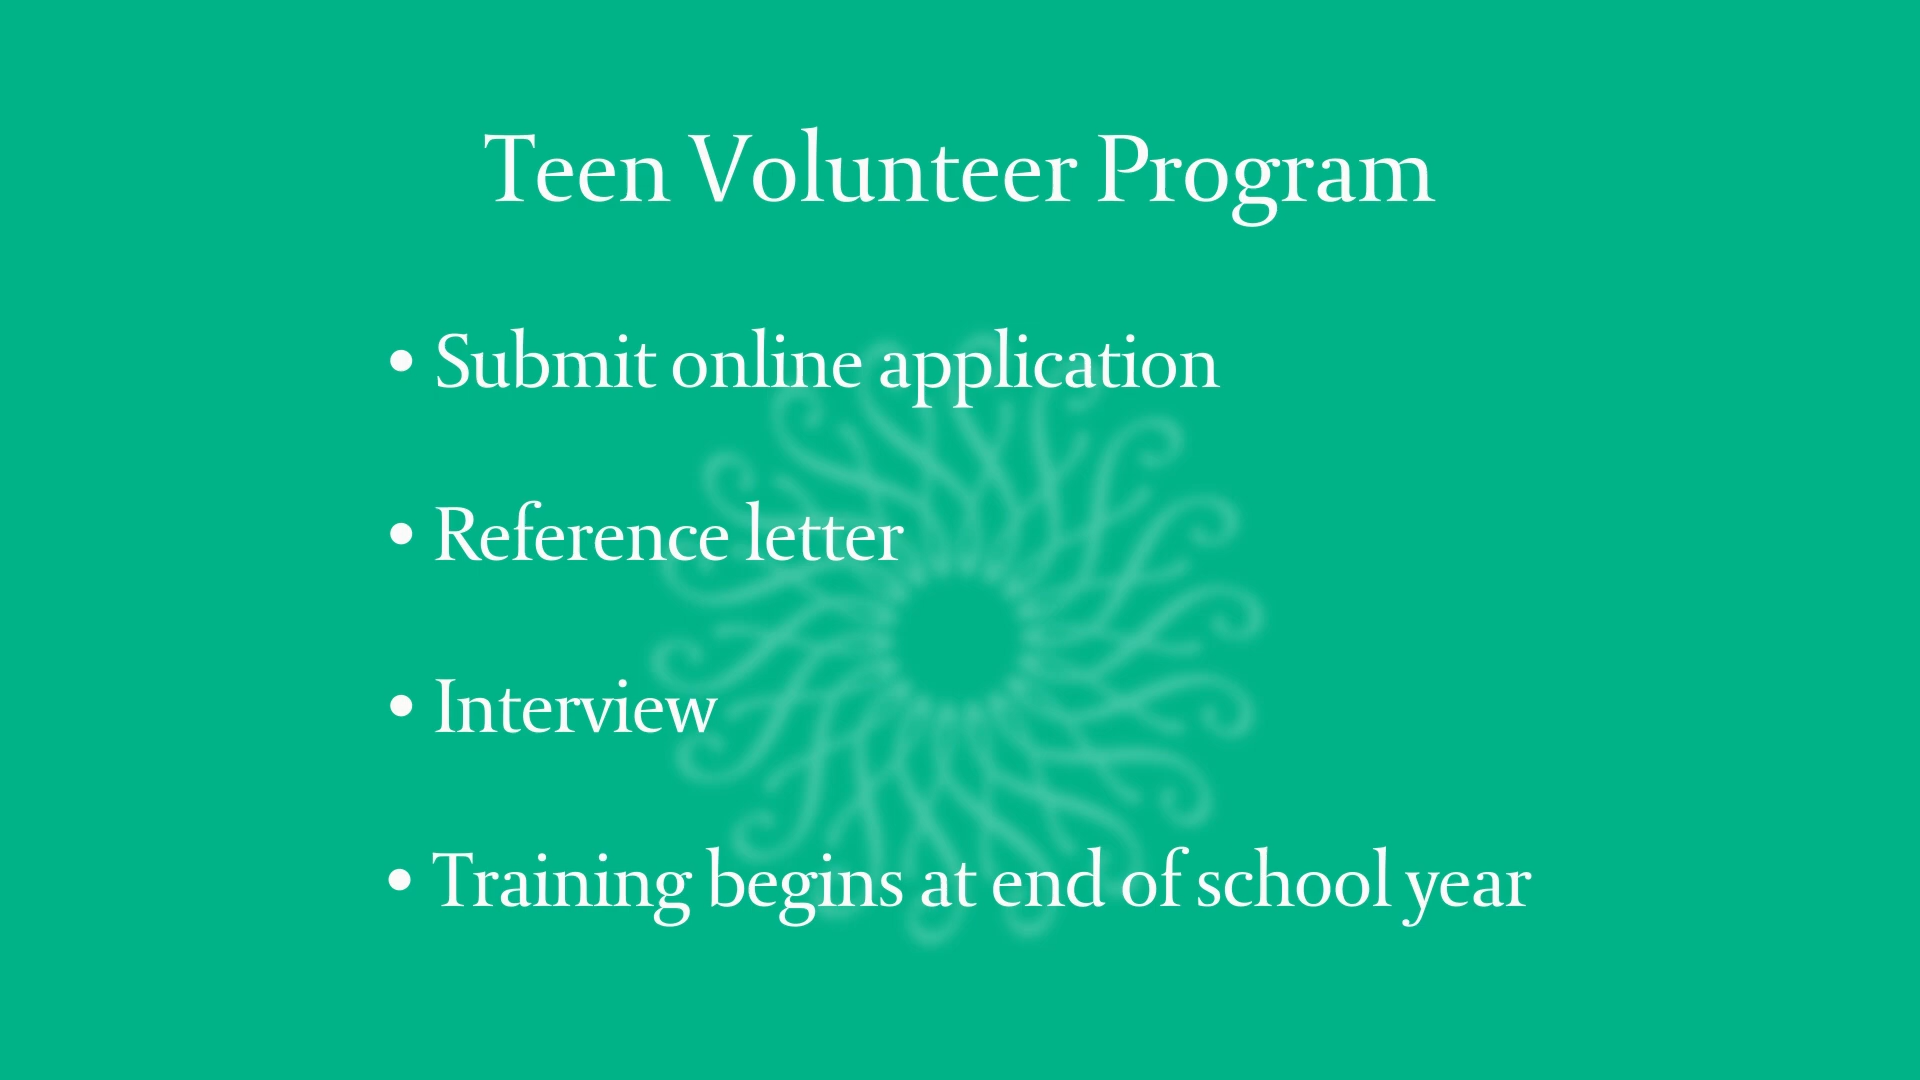 Teen Volunteer Program
• Submit online application
• Reference letter
• Interview
• Training begins at end of school year